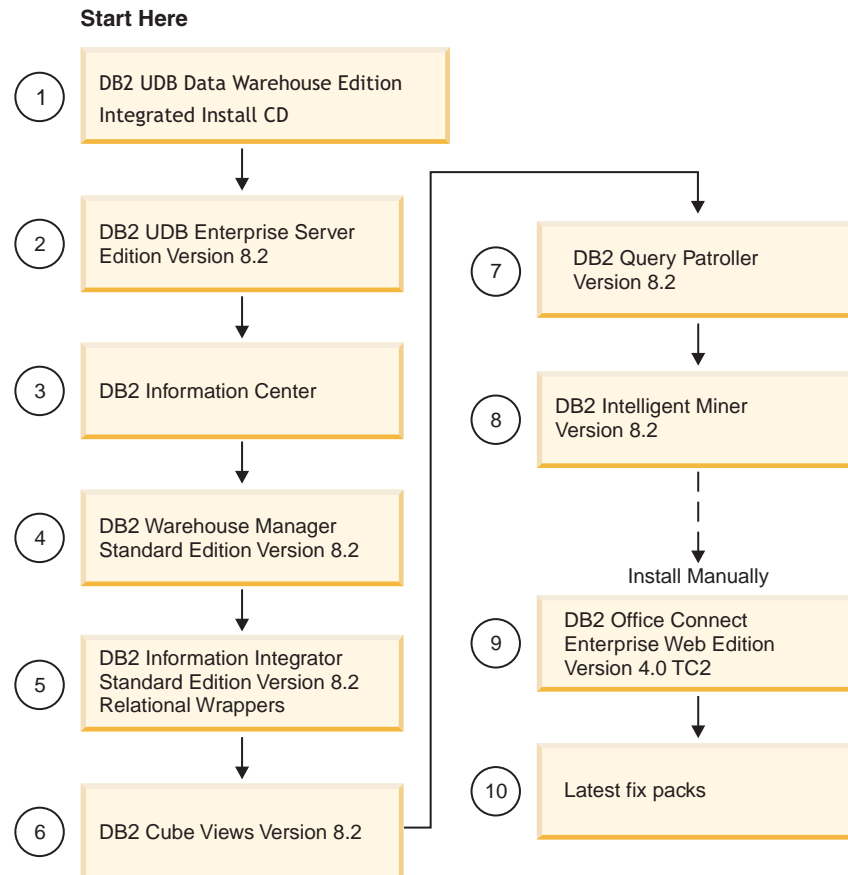 Start Here
1
DB2 UDB Data Warehouse Edition
Integrated Install CD
2
DB2 UDB Enterprise Server
Edition Version 8.2
3
DB2 Information Center
4
DB2 Warehouse Manager
Standard Edition Version 8.2
5
DB2 Information Integrator
Standard Edition Version 8.2
Relational Wrappers
6
DB2 Cube Views Version 8.2
7
DB2 Query Patroller
Version 8.2
8
DB2 Intelligent Miner
Version 8.2
Install Manually
9
DB2 Office Connect
Enterprise Web Edition
Version 4.0 TC2
10
Latest fix packs